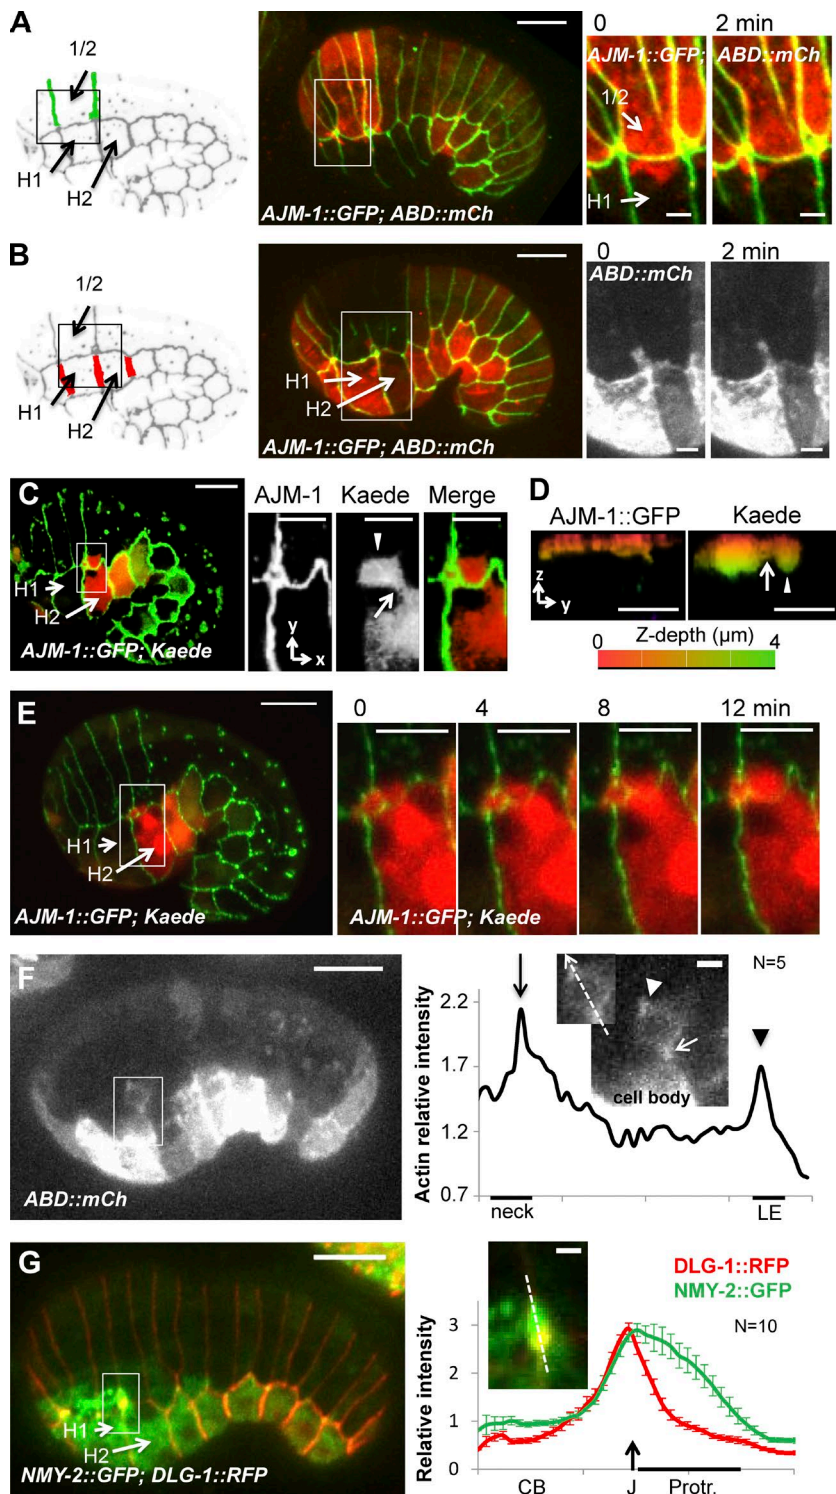 A
1/2
H1
H2
AJM-1::GFP; ABD::mCh
0
2 min
AJM-1::GFP; ABD::mCh
1/2
H1
B
1/2
H1
H2
H1
H2
AJM-1::GFP; ABD::mCh
0
2 min
ABD::mCh
C
H1
H2
AJM-1::GFP; Kaede
AJM-1
Kaede
Merge
y
x
D
AJM-1::GFP
Kaede
z
y
0
Z-depth (µm)
4
E
H1
H2
AJM-1::GFP; Kaede
0
4
8
12 min
AJM-1::GFP; Kaede
F
ABD::mCh
Actin relative intensity
2.2
1.7
1.2
0.7
N=5
cell body
neck
LE
G
H1
H2
NMY-2::GFP; DLG-1::RFP
Relative intensity
3
2
1
0
DLG-1::RFP
NMY-2::GFP
N=10
CB
J
Protr.